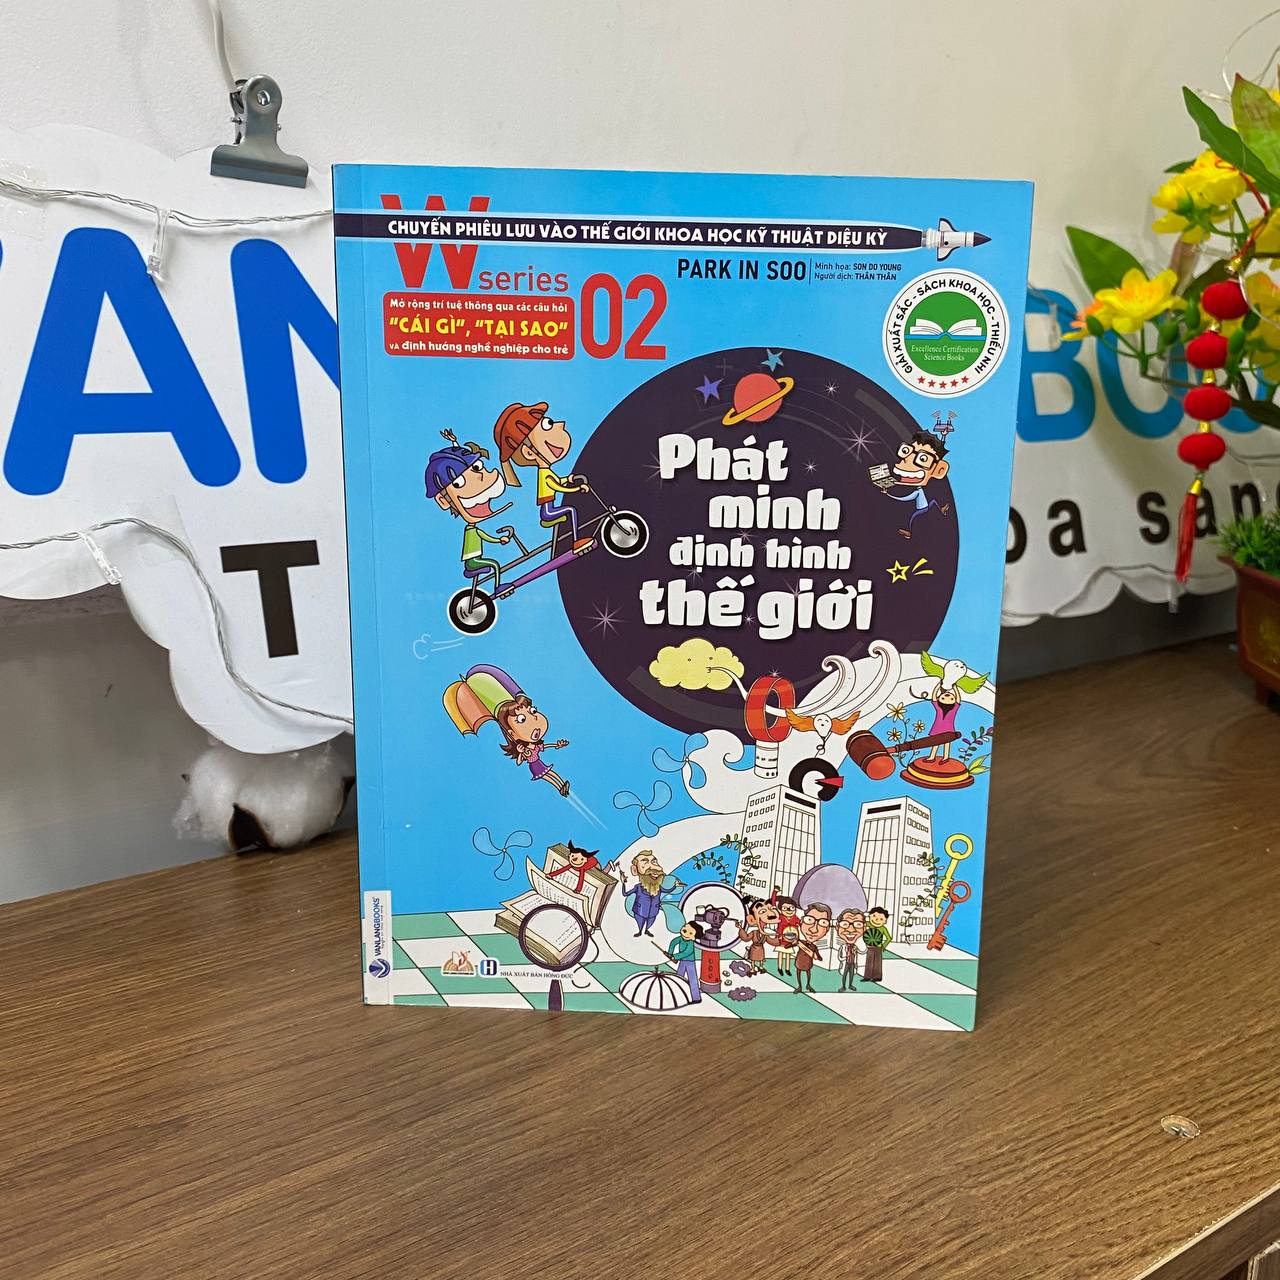 CHUYẾN PHIÊU LƯU VÀO THẾ GIỚI KHOA HỌC KỸ THUẬT DIỆU KỲ
W series
PARK IN SOO
Minh họa: SON DO YOUNG
Người dịch: THÂN THẦN
Mở rộng trí tuệ thông qua các câu hỏi
"CÁI GÌ", "TẠI SAO"
VÀ định hướng nghề nghiệp cho trẻ
02
GIẢI XUẤT SẮC - SÁCH KHOA HỌC - THIẾU NHI
Excellence Certification
Science Books
Phát
minh
định hình
thế giới
VANLANGBOOKS
NHÀ XUẤT BẢN HỒNG ĐỨC